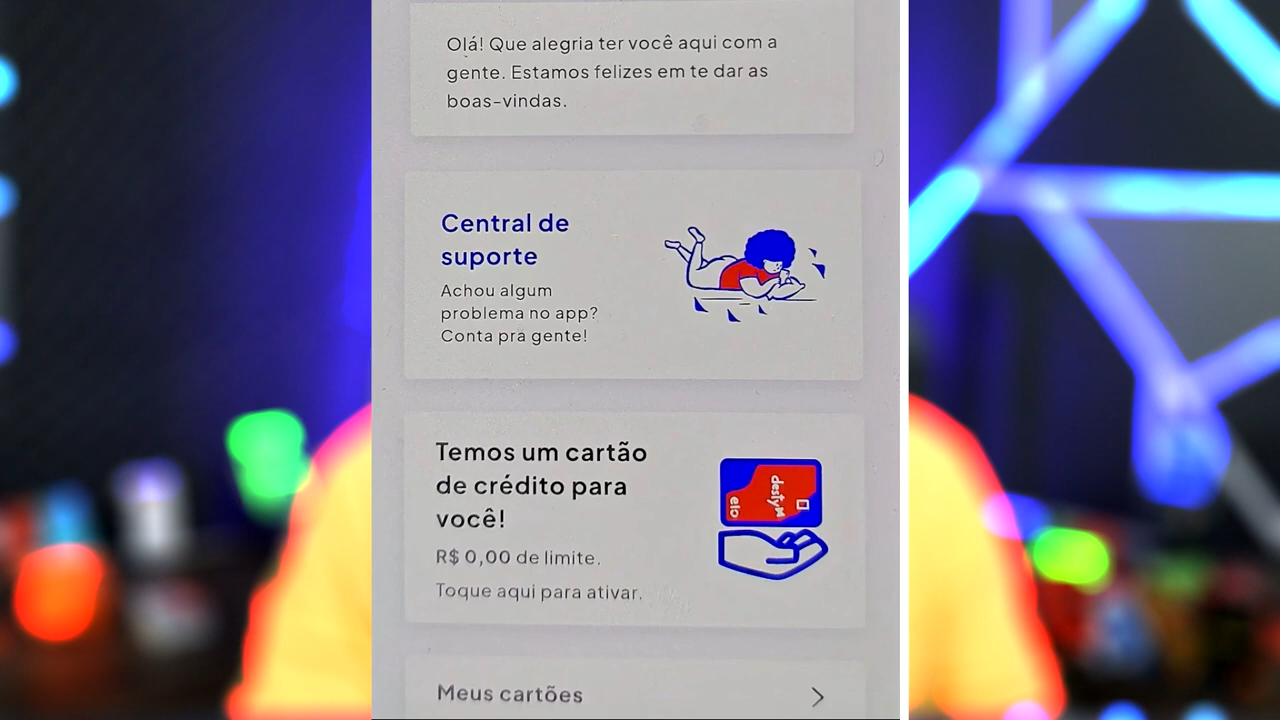 Olá! Que alegria ter você aqui com a
gente. Estamos felizes em te dar as
boas-vindas.
Central de
suporte
Achou algum
problema no app?
Conta pra gente!
Temos um cartão
de crédito para
você!
R$ 0,00 de limite.
Toque aqui para ativar.
elo
Meus cartões